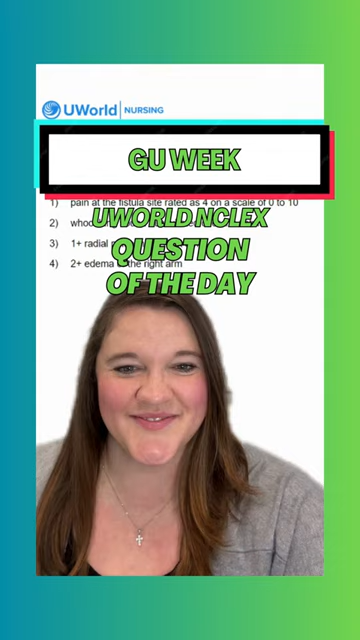 UWorld | NURSING
GU WEEK
1) pain at the fistula site rated as 4 on a scale of 0 to 10
UWORLD NCLEX
2)
3) 1+ radial
QUESTION
4) 2+ edema the right arm
OF THE DAY